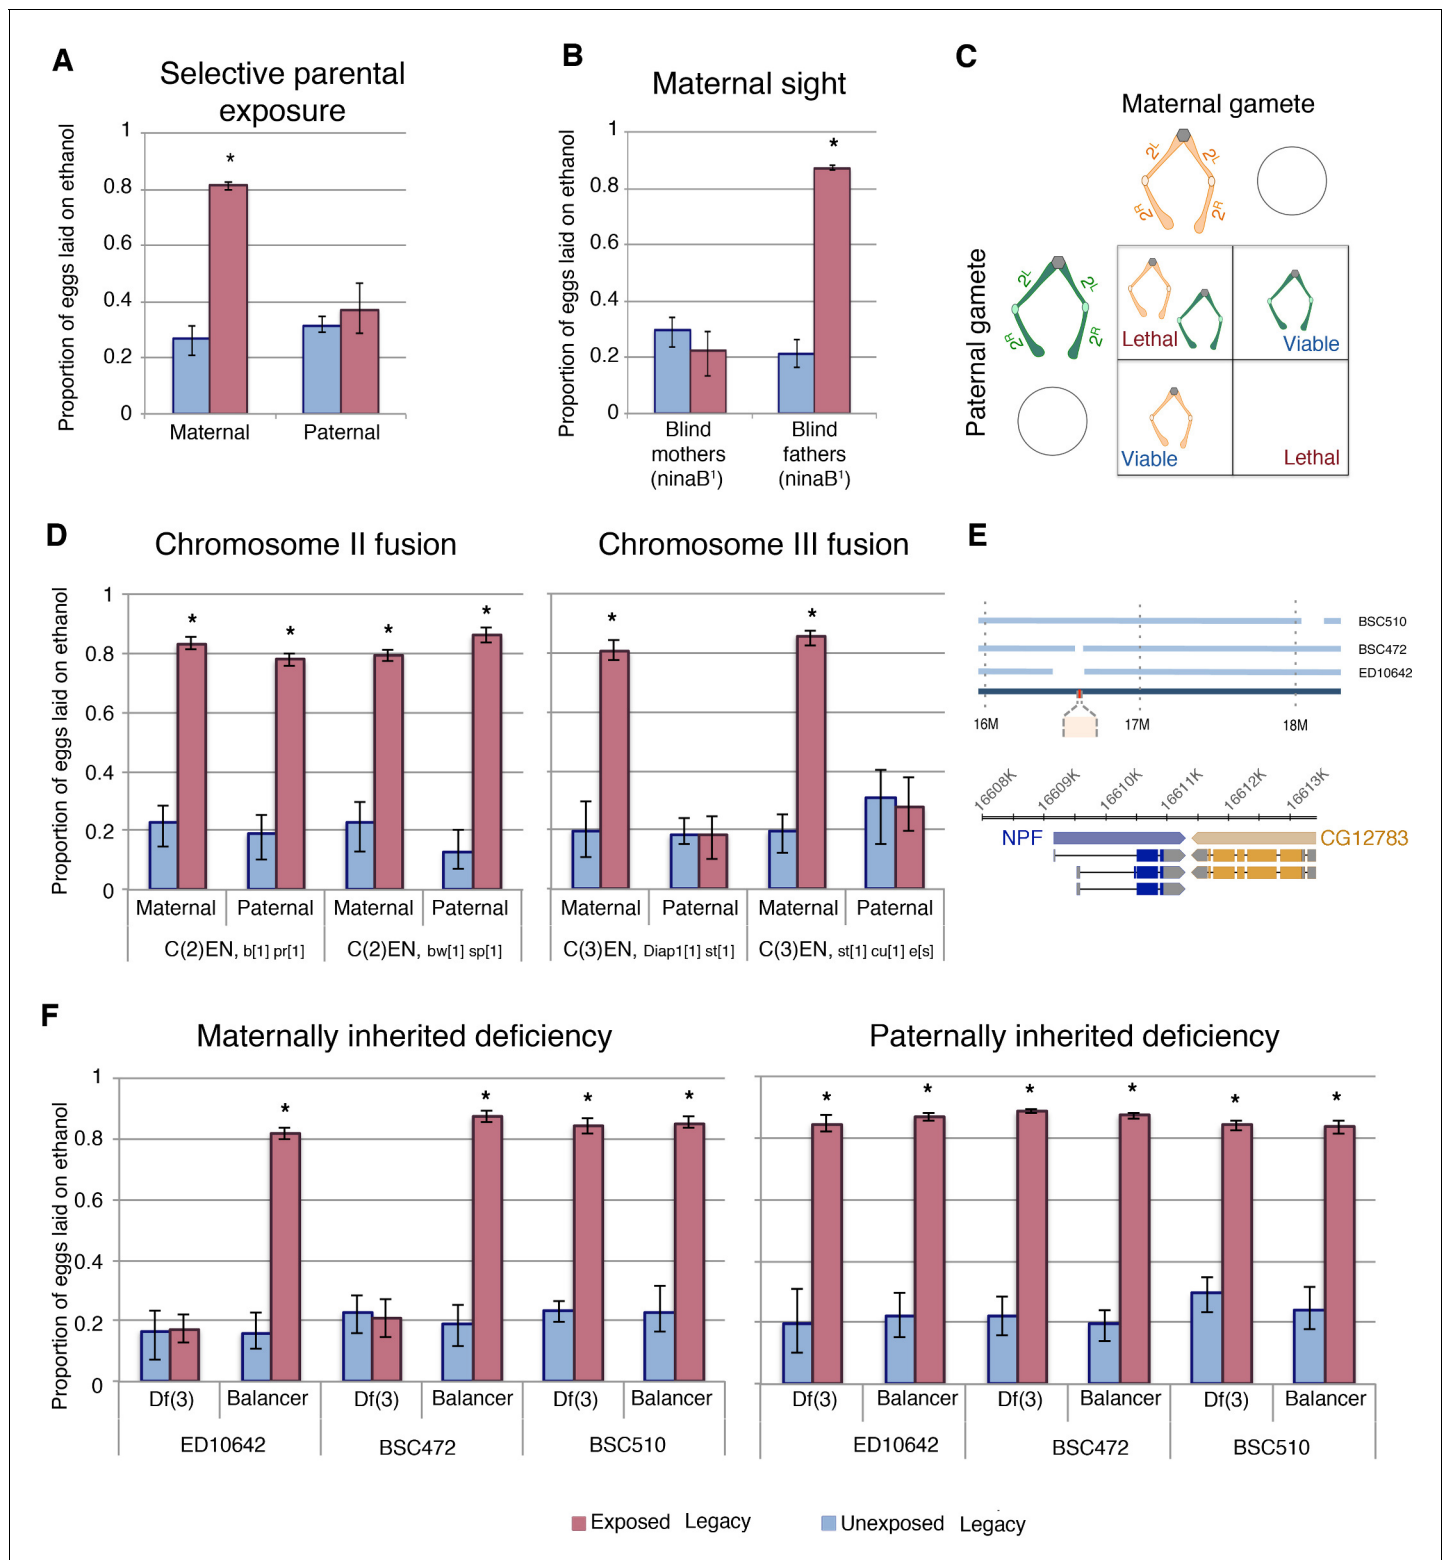 A
Selective parental
exposure
Proportion of eggs laid on ethanol
1
0.8
0.6
0.4
0.2
0
*
Maternal Paternal
B
Maternal sight
Proportion of eggs laid on ethanol
1
0.8
0.6
0.4
0.2
0
*
Blind
mothers
(ninaB¹)
Blind
fathers
(ninaB¹)
C
Maternal gamete
Paternal gamete
2L 2L
2R 2R
2L 2L
2R 2R
Lethal
Viable
Viable
Lethal
D
Chromosome II fusion
Proportion of eggs laid on ethanol
1
0.8
0.6
0.4
0.2
0
* * * *
Maternal Paternal Maternal Paternal
C(2)EN, b[1] pr[1] C(2)EN, bw[1] sp[1]
Chromosome III fusion
* *
Maternal Paternal Maternal Paternal
C(3)EN, Diap1[1] st[1] C(3)EN, st[1] cu[1] e[s]
E
BSC510
BSC472
ED10642
16M 17M 18M
16608K 16609K 16610K 16611K 16612K 16613K
NPF CG12783
F
Maternally inherited deficiency
Proportion of eggs laid on ethanol
1
0.8
0.6
0.4
0.2
0
* * * *
Df(3) Balancer Df(3) Balancer Df(3) Balancer
ED10642 BSC472 BSC510
Paternally inherited deficiency
* * * * * *
Df(3) Balancer Df(3) Balancer Df(3) Balancer
ED10642 BSC472 BSC510
Exposed Legacy Unexposed Legacy